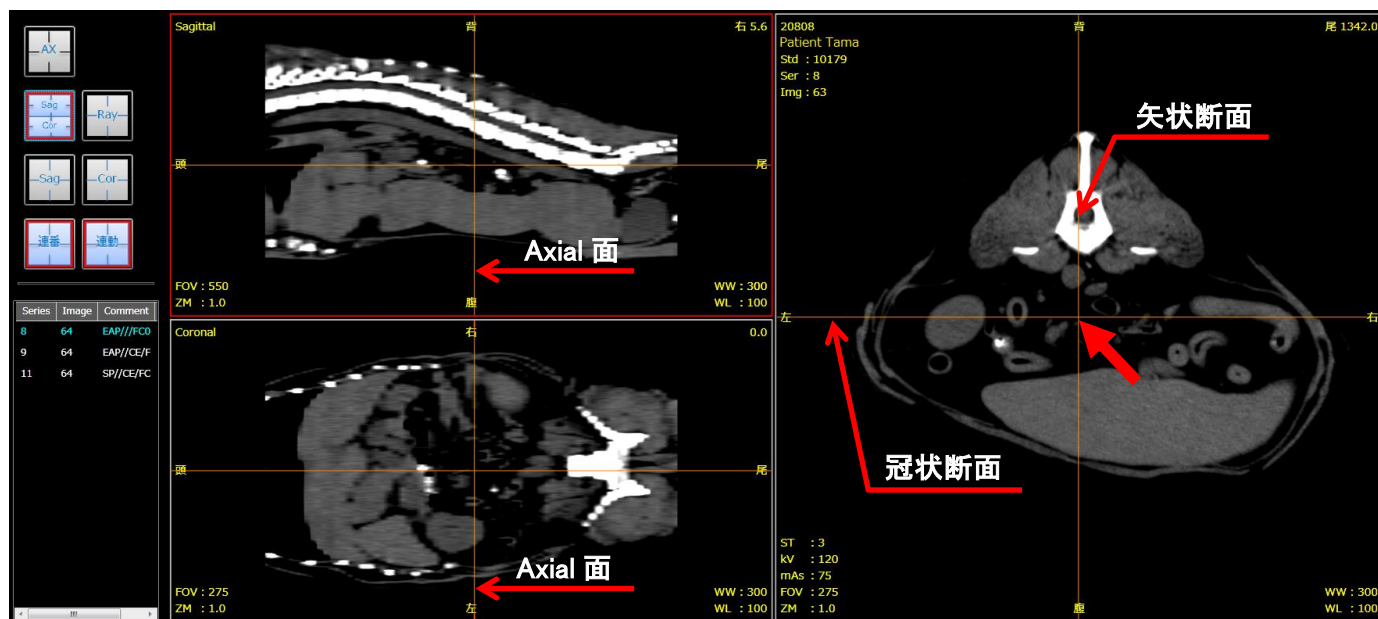 AX
Sag
Cor
Ray
Sag
Cor
連番
連動
Series Image Comment
8 64 EAP///FC0
9 64 EAP//CE/F
11 64 SP//CE/FC
Sagittal
背
右 5.6
頭
尾
Axial 面
FOV : 550
ZM : 1.0
腹
WW : 300
WL : 100
Coronal
右
0.0
頭
尾
Axial 面
FOV : 275
ZM : 1.0
左
WW : 300
WL : 100
20808
背
尾 1342.0
Patient Tama
Std : 10179
Ser : 8
Img : 63
矢状断面
左
右
冠状断面
ST : 3
kV : 120
mAs : 75
FOV : 275
ZM : 1.0
腹
WW : 300
WL : 100